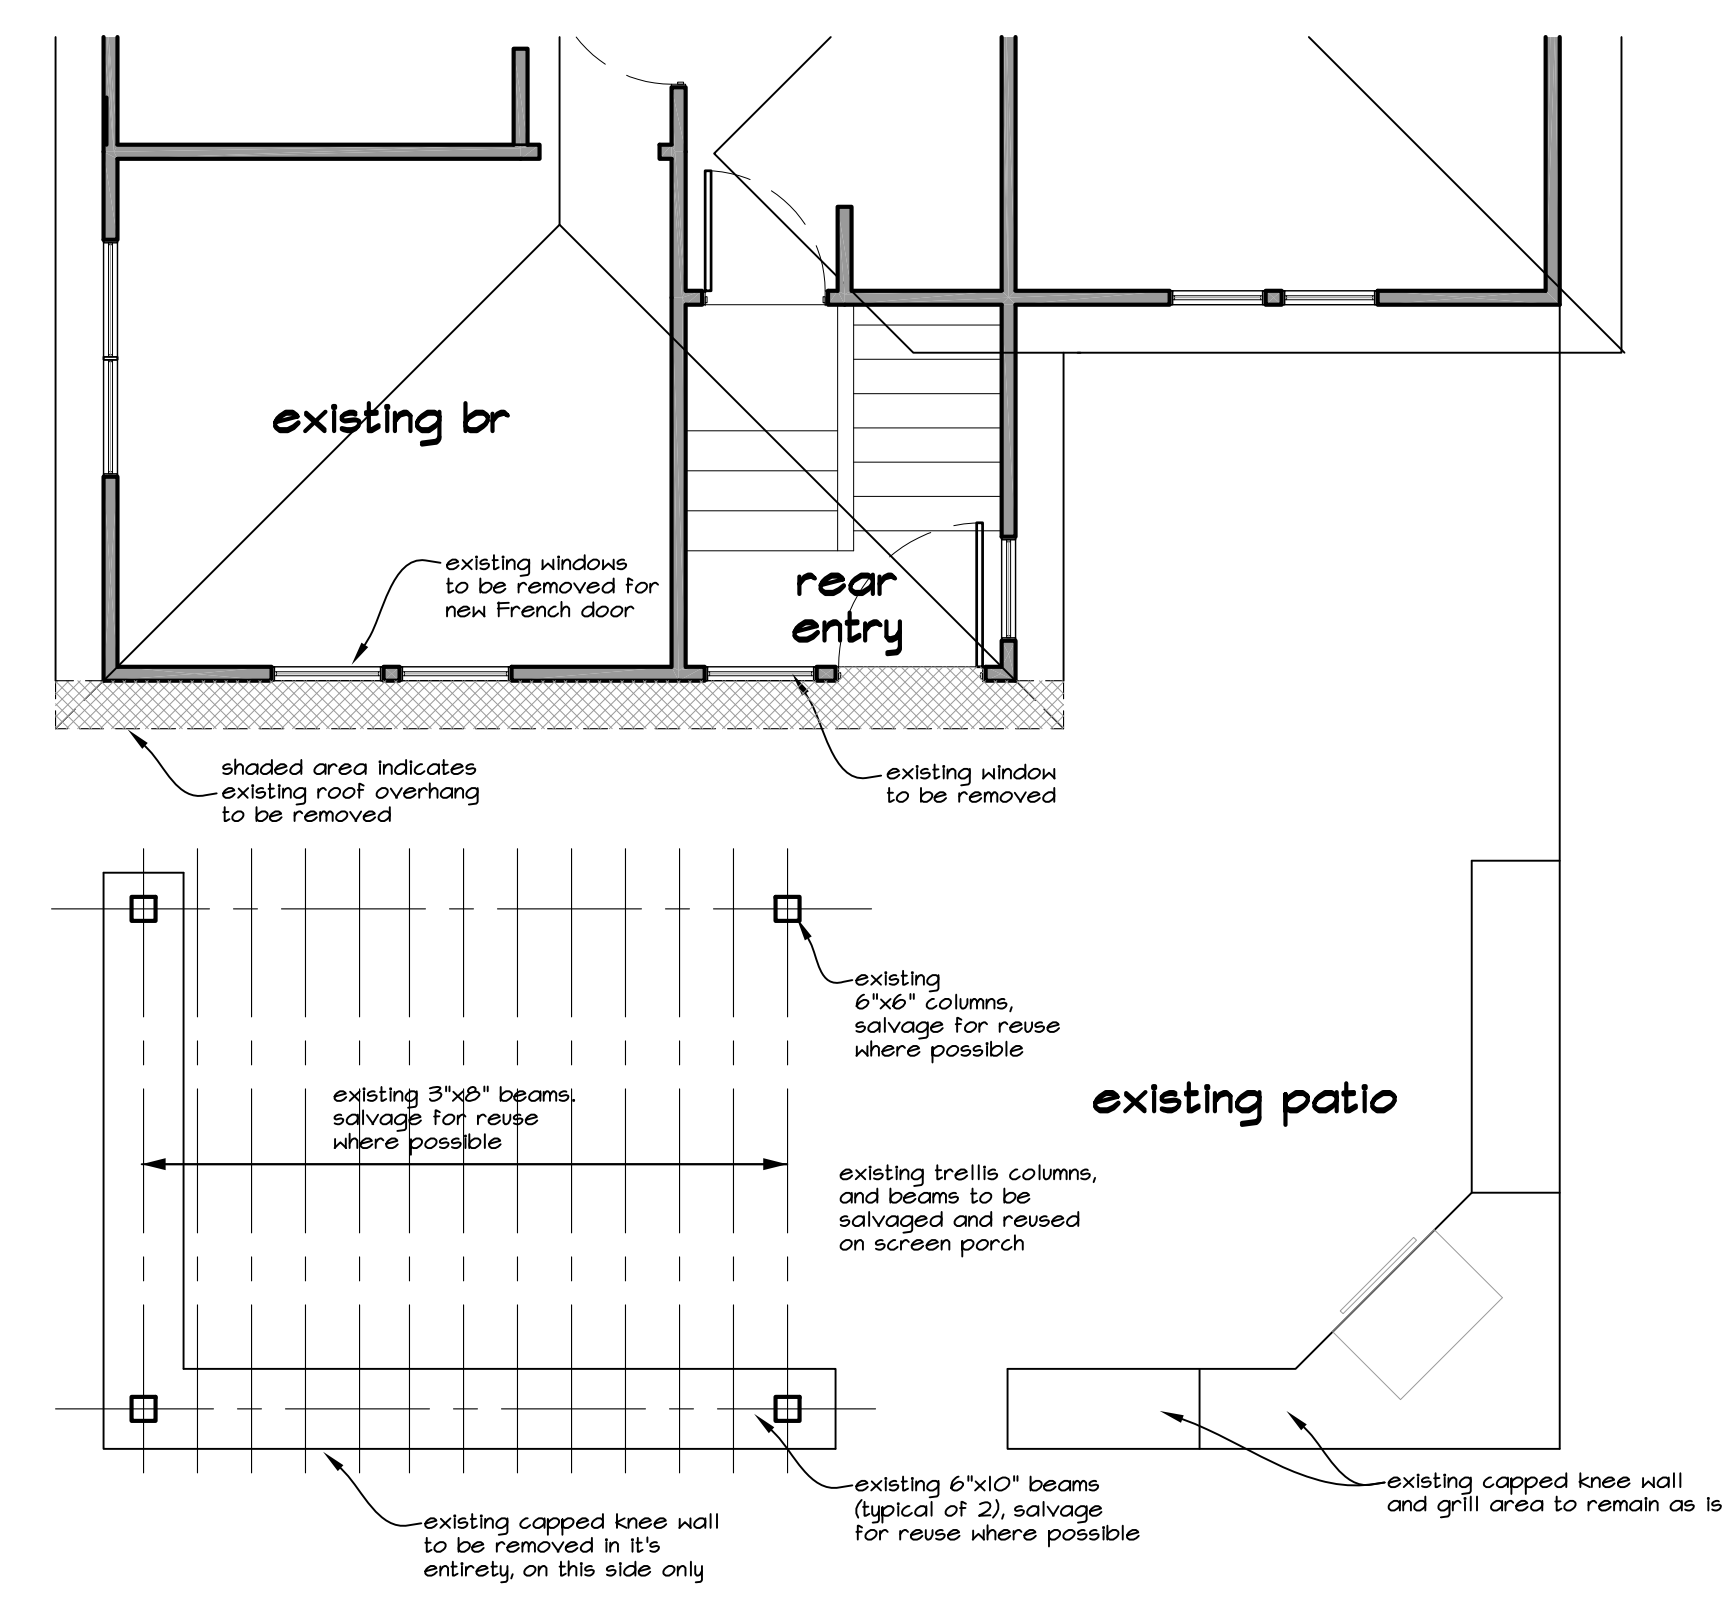 existing br
existing windows
to be removed for
new French door
rear
entry
shaded area indicates
existing roof overhang
to be removed
existing window
to be removed
existing
6"x6" columns,
salvage for reuse
where possible
existing 3"x8" beams.
salvage for reuse
where possible
existing patio
existing trellis columns,
and beams to be
salvaged and reused
on screen porch
existing 6"x10" beams
(typical of 2), salvage
for reuse where possible
existing capped knee wall
and grill area to remain as is
existing capped knee wall
to be removed in it's
entirety, on this side only